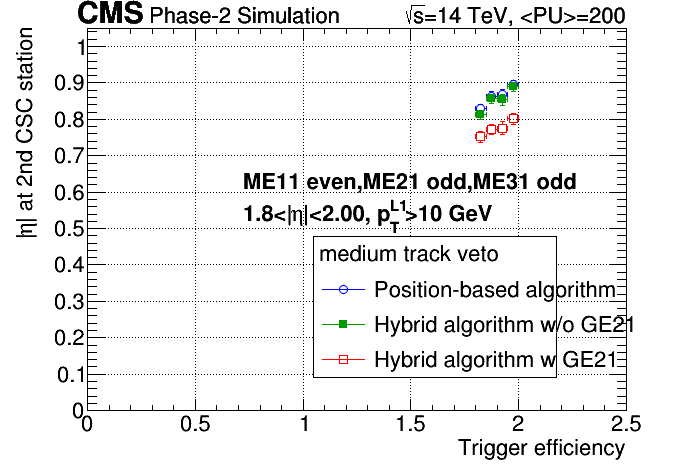 CMS Phase-2 Simulation √s=14 TeV, <PU>=200
|η| at 2nd CSC station
1
0.9
0.8
0.7
0.6
0.5
0.4
0.3
0.2
0.1
0
ME11 even,ME21 odd,ME31 odd
1.8<|η|<2.00, p_T^L1>10 GeV
medium track veto
Position-based algorithm
Hybrid algorithm w/o GE21
Hybrid algorithm w GE21
0 0.5 1 1.5 2 2.5
Trigger efficiency